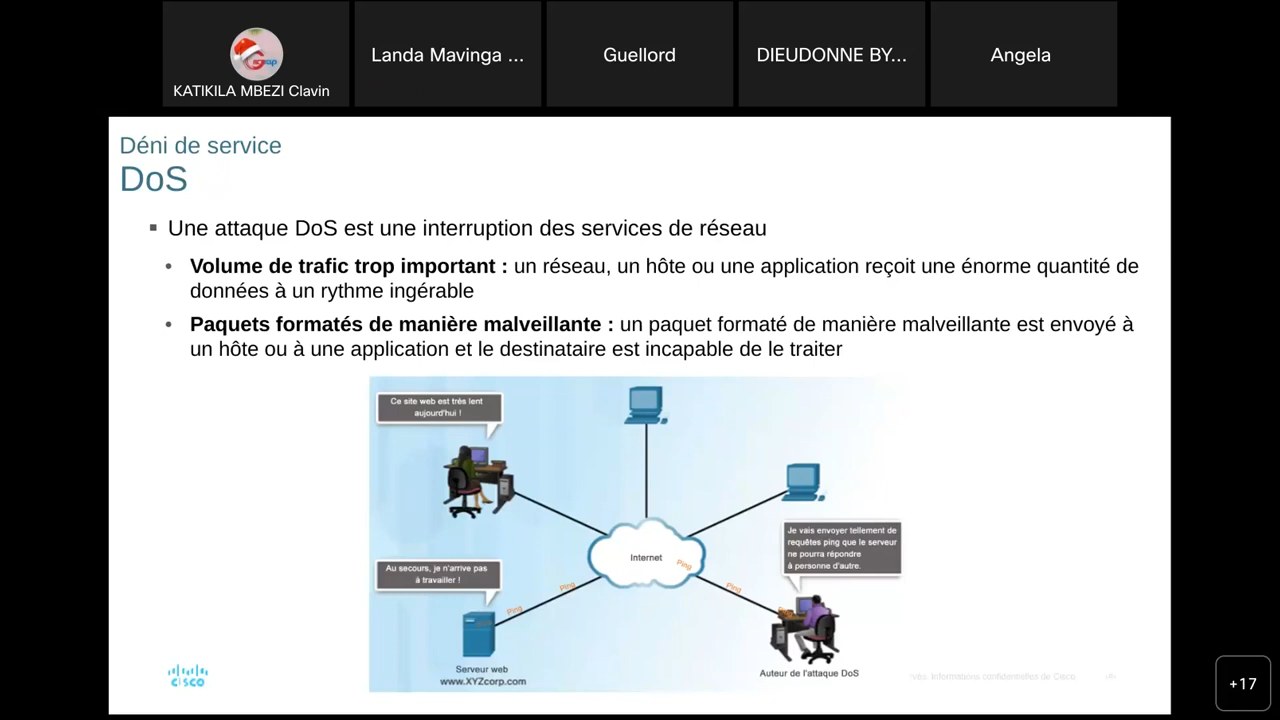 KATIKILA MBEZI Clavin
Landa Mavinga ...
Guellord
DIEUDONNE BY...
Angela
Déni de service
DoS
Une attaque DoS est une interruption des services de réseau
Volume de trafic trop important : un réseau, un hôte ou une application reçoit une énorme quantité de
données à un rythme ingérable
Paquets formatés de manière malveillante : un paquet formaté de manière malveillante est envoyé à
un hôte ou à une application et le destinataire est incapable de le traiter
Ce site web est très lent
aujourd'hui !
Je vais envoyer tellement de
requêtes ping que le serveur
ne pourra répondre
à personne d'autre.
Internet
Ping
Au secours, je n'arrive pas
à travailler !
Ping
Ping
Ping
Serveur web
www.XYZcorp.com
Auteur de l'attaque DoS
CISCO
Informations confidentielles de Cisco
+17